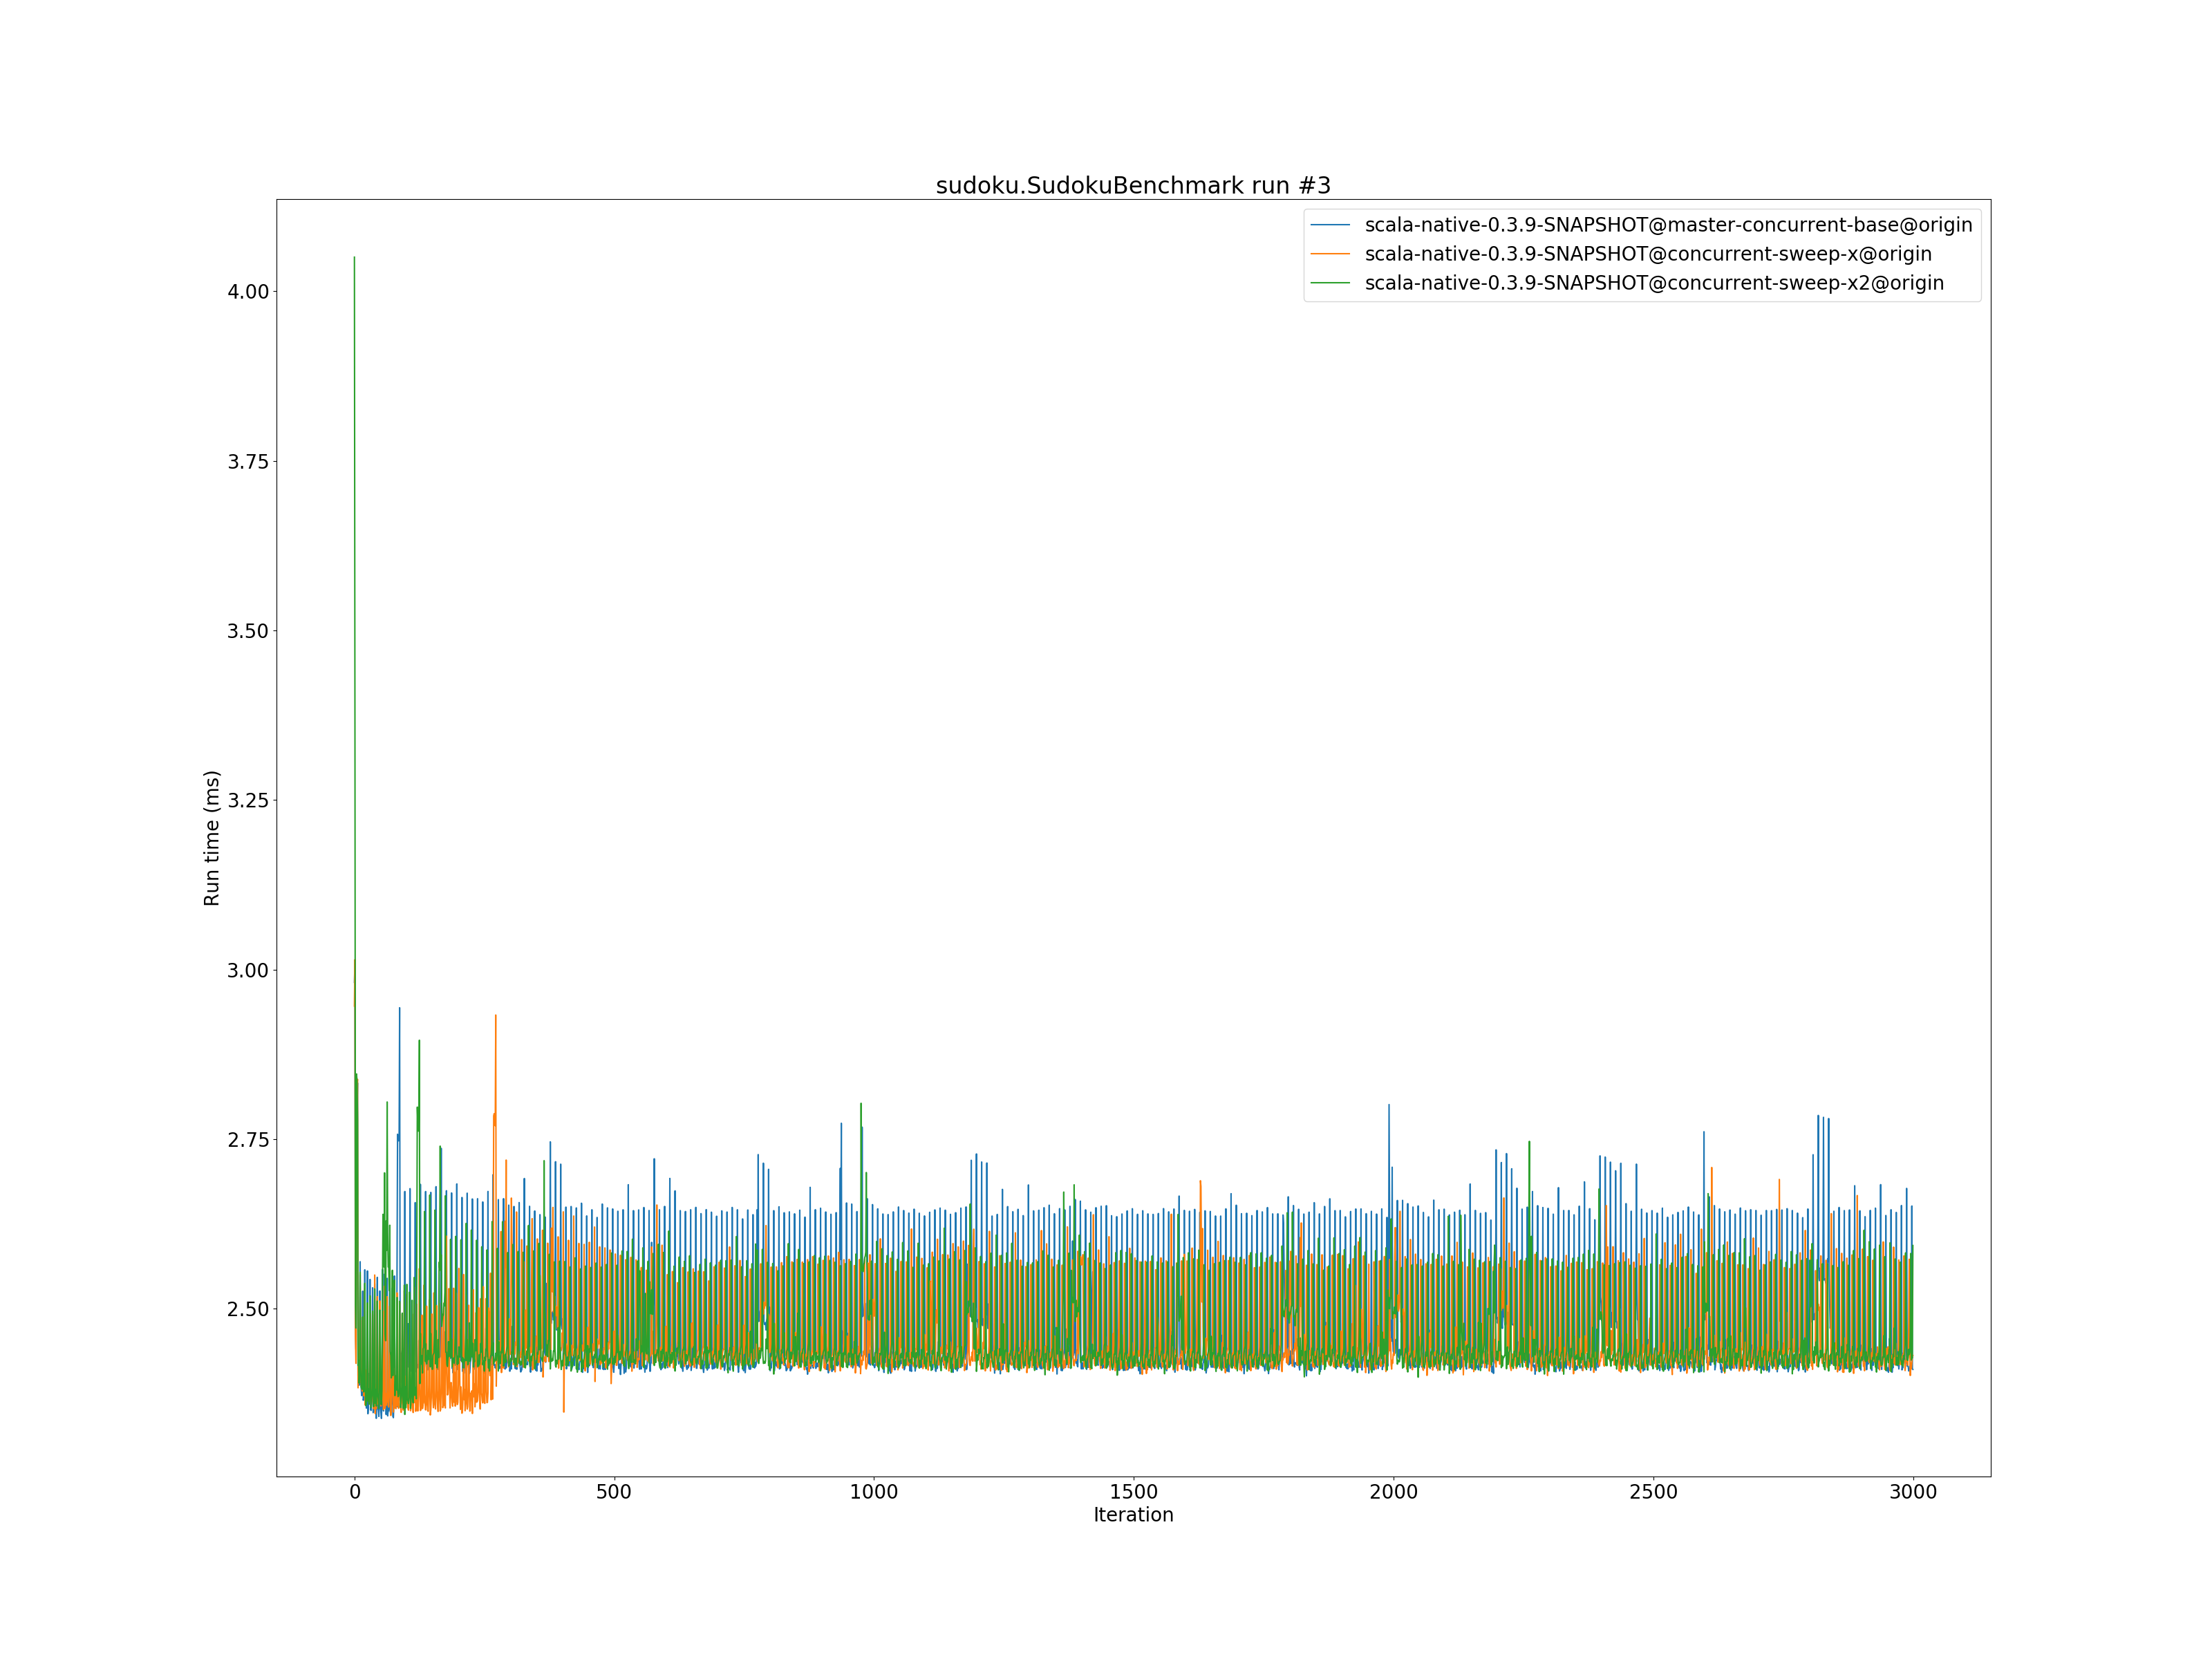 sudoku.SudokuBenchmark run #3
scala-native-0.3.9-SNAPSHOT@master-concurrent-base@origin
scala-native-0.3.9-SNAPSHOT@concurrent-sweep-x@origin
scala-native-0.3.9-SNAPSHOT@concurrent-sweep-x2@origin
4.00
3.75
3.50
3.25
3.00
2.75
2.50
Run time (ms)
0 500 1000 1500 2000 2500 3000
Iteration